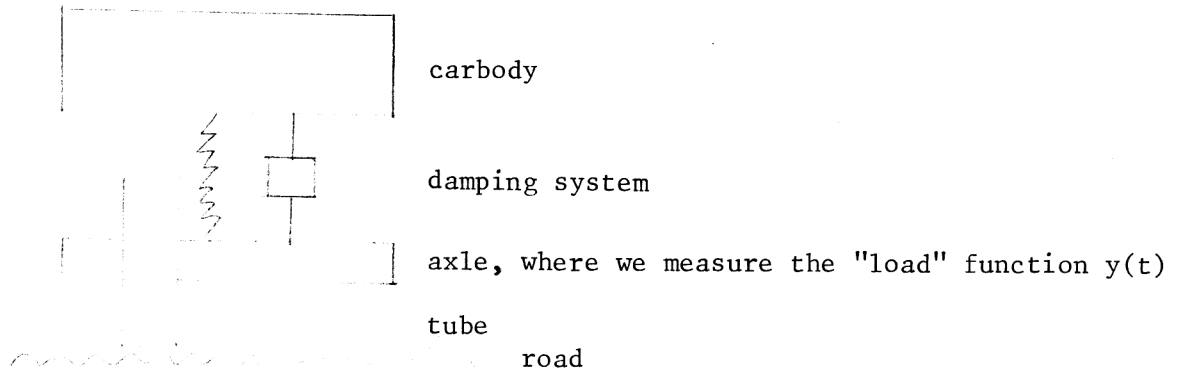 carbody
damping system
axle, where we measure the "load" function y(t)
tube
road